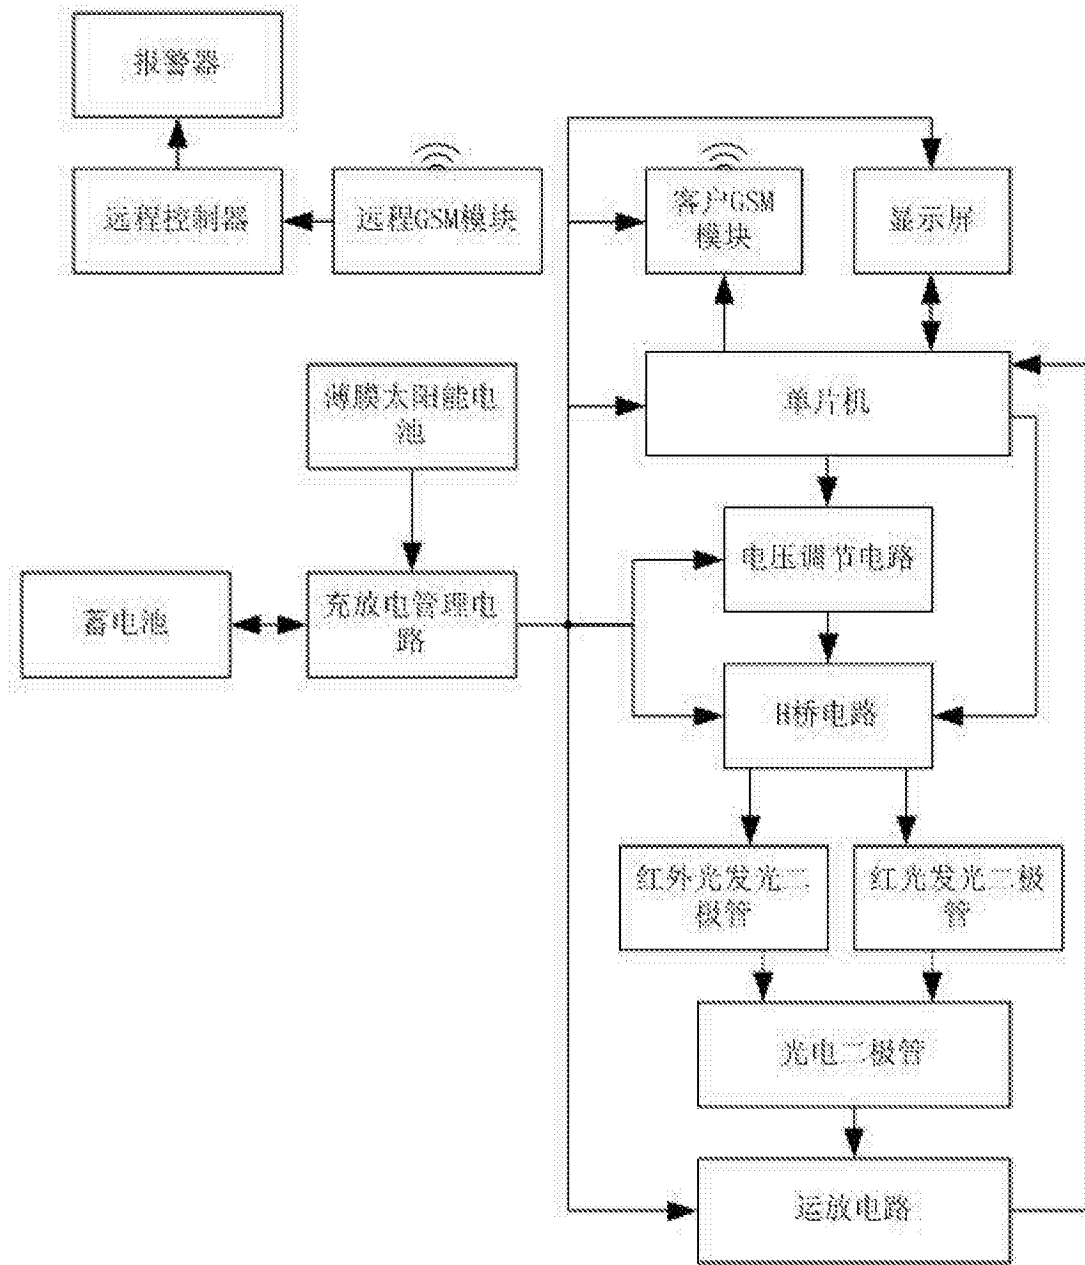 报警器
远程控制器
远程GSM模块
客户GSM
模块
显示屏
薄膜太阳能电
池
单片机
蓄电池
充放电管理电
路
电压调节电路
H桥电路
红外光发光二
极管
红光发光二极
管
光电二极管
运放电路